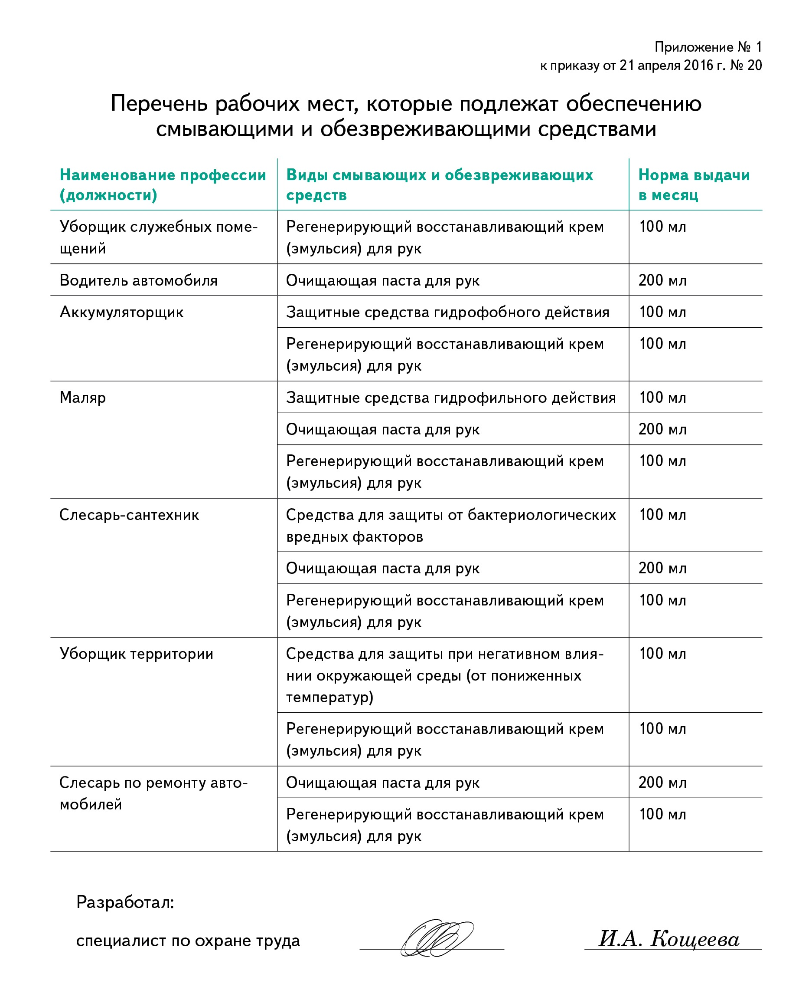 Приложение № 1
к приказу от 21 апреля 2016 г. № 20
Перечень рабочих мест, которые подлежат обеспечению
смывающими и обезвреживающими средствами
Наименование профессии
(должности)
Виды смывающих и обезвреживающих
средств
Норма выдачи
в месяц
Уборщик служебных поме-
щений
Регенерирующий восстанавливающий крем
(эмульсия) для рук
100 мл
Водитель автомобиля
Очищающая паста для рук
200 мл
Аккумуляторщик
Защитные средства гидрофобного действия
100 мл
Регенерирующий восстанавливающий крем
(эмульсия) для рук
100 мл
Маляр
Защитные средства гидрофильного действия
100 мл
Очищающая паста для рук
200 мл
Регенерирующий восстанавливающий крем
(эмульсия) для рук
100 мл
Слесарь-сантехник
Средства для защиты от бактериологических
вредных факторов
100 мл
Очищающая паста для рук
200 мл
Регенерирующий восстанавливающий крем
(эмульсия) для рук
100 мл
Уборщик территории
Средства для защиты при негативном влия-
нии окружающей среды (от пониженных
температур)
100 мл
Регенерирующий восстанавливающий крем
(эмульсия) для рук
100 мл
Слесарь по ремонту авто-
мобилей
Очищающая паста для рук
200 мл
Регенерирующий восстанавливающий крем
(эмульсия) для рук
100 мл
Разработал:
специалист по охране труда
И.А. Кощеева